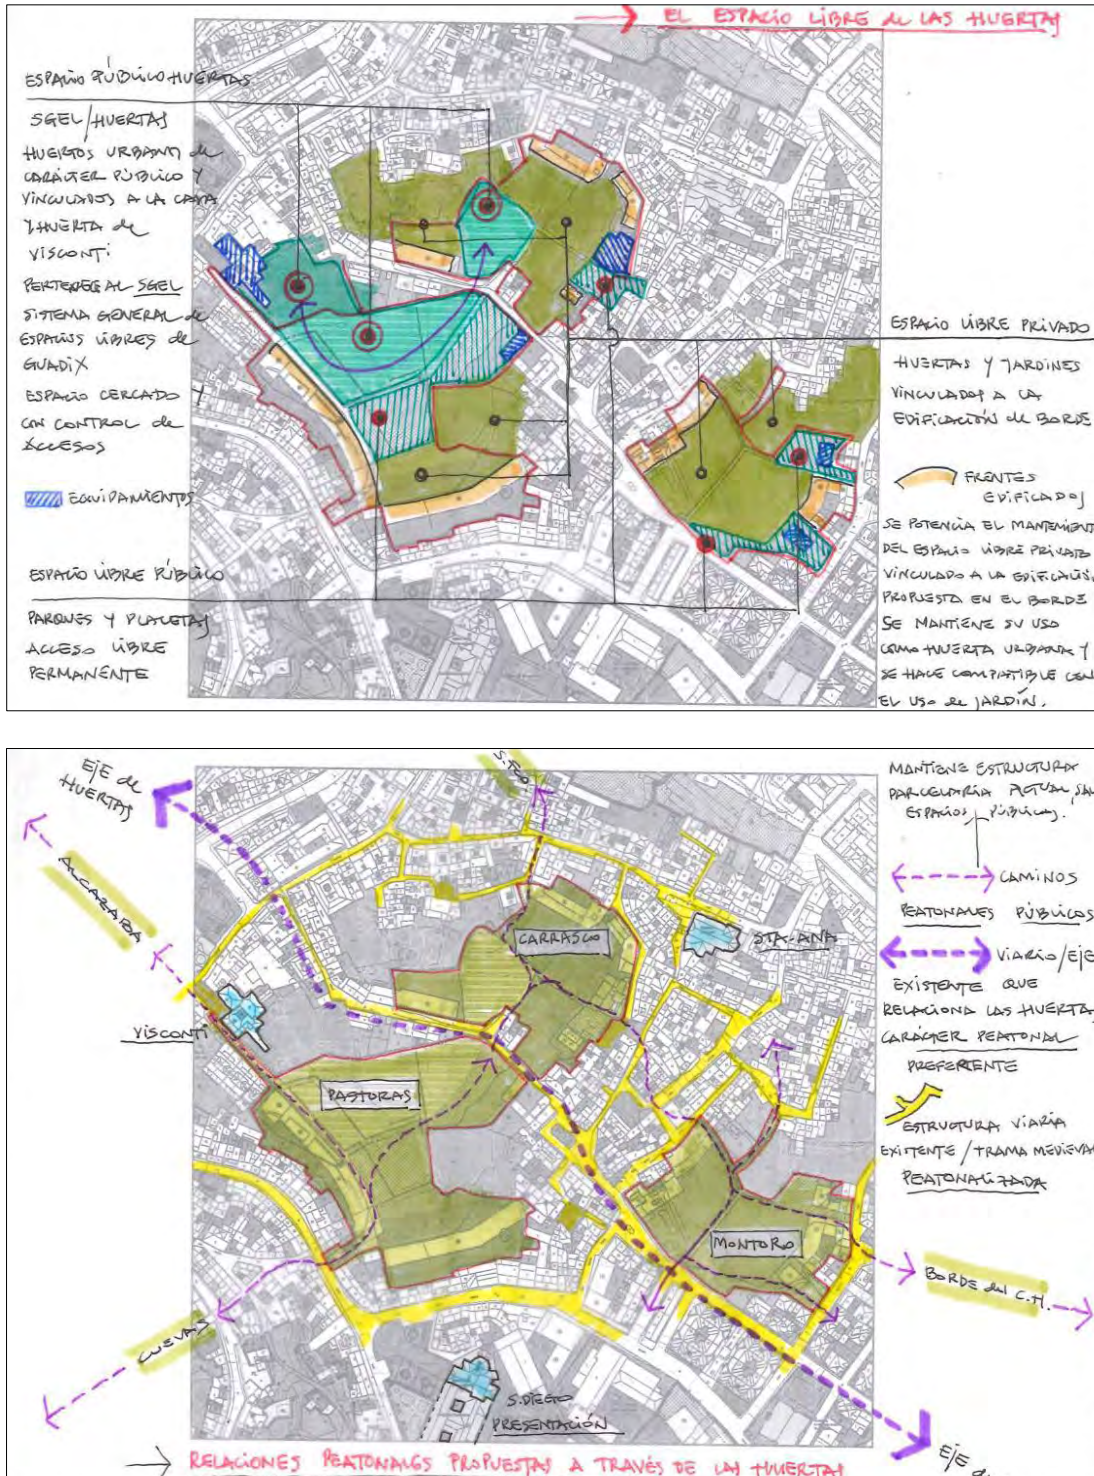 EL ESPACIO LIBRE de LAS HUERTAS
ESPACIO PÚBLICO HUERTAS
SGEL/HUERTAS
HUERTOS URBANOS de
CARÁCTER PÚBLICO Y
VINCULADOS A LA CASA
Y HUERTA de
VISCONTI
PERTENECE AL SGEL
SISTEMA GENERAL de
ESPACIOS LIBRES de
GUADIX
ESPACIO CERCADO Y
CON CONTROL de
ACCESOS
EQUIPAMIENTOS
ESPACIO LIBRE PÚBLICO
PARQUES Y PLACETAS
ACCESO LIBRE
PERMANENTE
ESPACIO LIBRE PRIVADO
HUERTAS Y JARDINES
VINCULADOS A LA
EDIFICACIÓN de BORDE
FRENTES
EDIFICADOS
SE POTENCIA EL MANTENIMIENT
DEL ESPACIO LIBRE PRIVADO
VINCULADO A LA EDIFICACIÓN
PROPUESTA EN EL BORDE
SE MANTIENE SU USO
COMO HUERTA URBANA Y
SE HACE COMPATIBLE CON
EL USO de JARDÍN.
EJE de
HUERTAS
S. FCO.
ALCAZABA
VISCONTI
CARRASCO
STA-ANA
PASTORAS
MONTORO
CUEVAS
BORDE del C.H.
S. DIEGO
PRESENTACIÓN
EJE de
MANTIENE ESTRUCTURA
PARCELARIA ACTUAL, SAL
ESPACIOS PÚBLICOS.
CAMINOS
PEATONALES PÚBLICOS
VIARIO/EJE
EXISTENTE QUE
RELACIONA LAS HUERTAS
CARÁCTER PEATONAL
PREFERENTE
ESTRUCTURA VIARIA
EXISTENTE/TRAMA MEDIEVAL
PEATONALIZADA
RELACIONES PEATONALES PROPUESTAS A TRAVÉS DE LAS HUERTAS